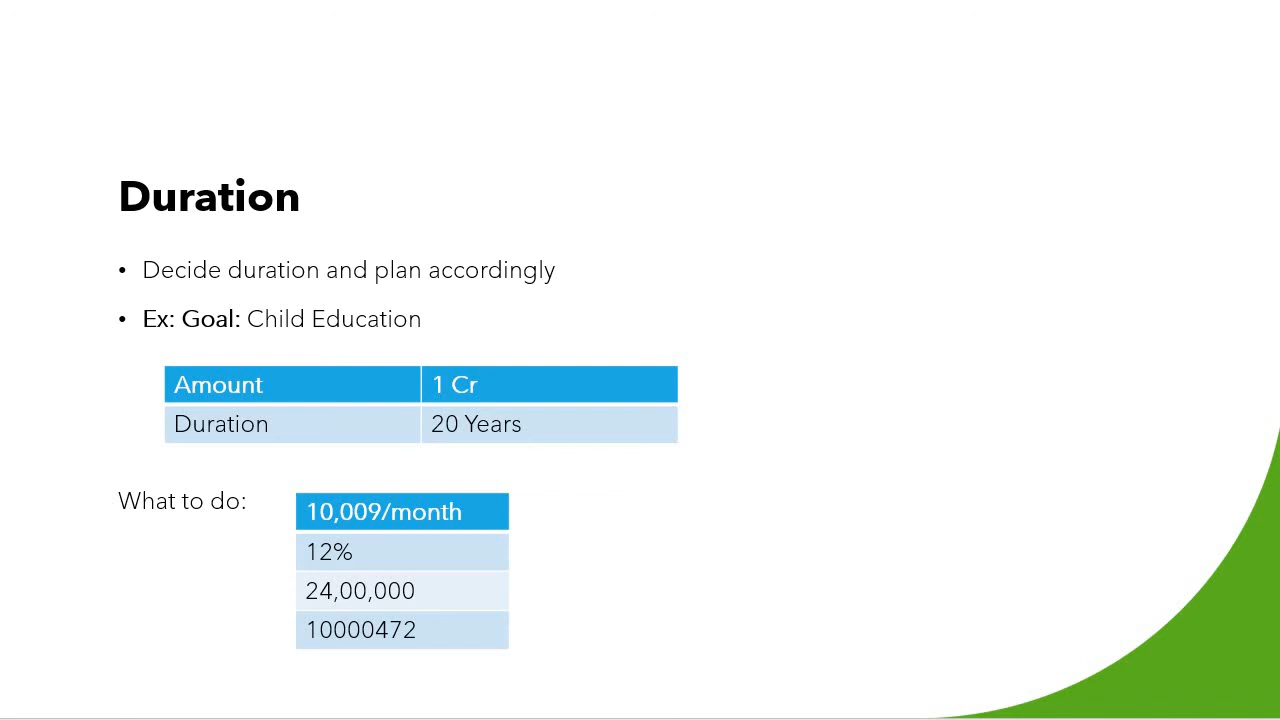 Duration
• Decide duration and plan accordingly
• Ex: Goal: Child Education
Amount 1 Cr
Duration 20 Years
What to do:
10,009/month
12%
24,00,000
10000472